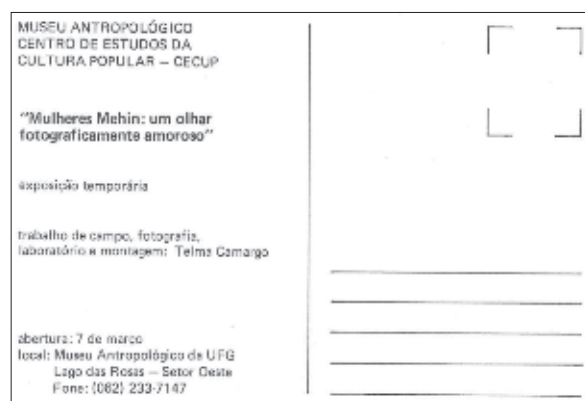 MUSEU ANTROPOLÓGICO
CENTRO DE ESTUDOS DA
CULTURA POPULAR – CECUP
"Mulheres Mehin: um olhar
fotograficamente amoroso"
exposição temporária
trabalho de campo, fotografia,
laboratório e montagem: Telma Camargo
abertura: 7 de março
local: Museu Antropológico da UFG
Lago das Rosas – Setor Oeste
Fone: (062) 233-7147